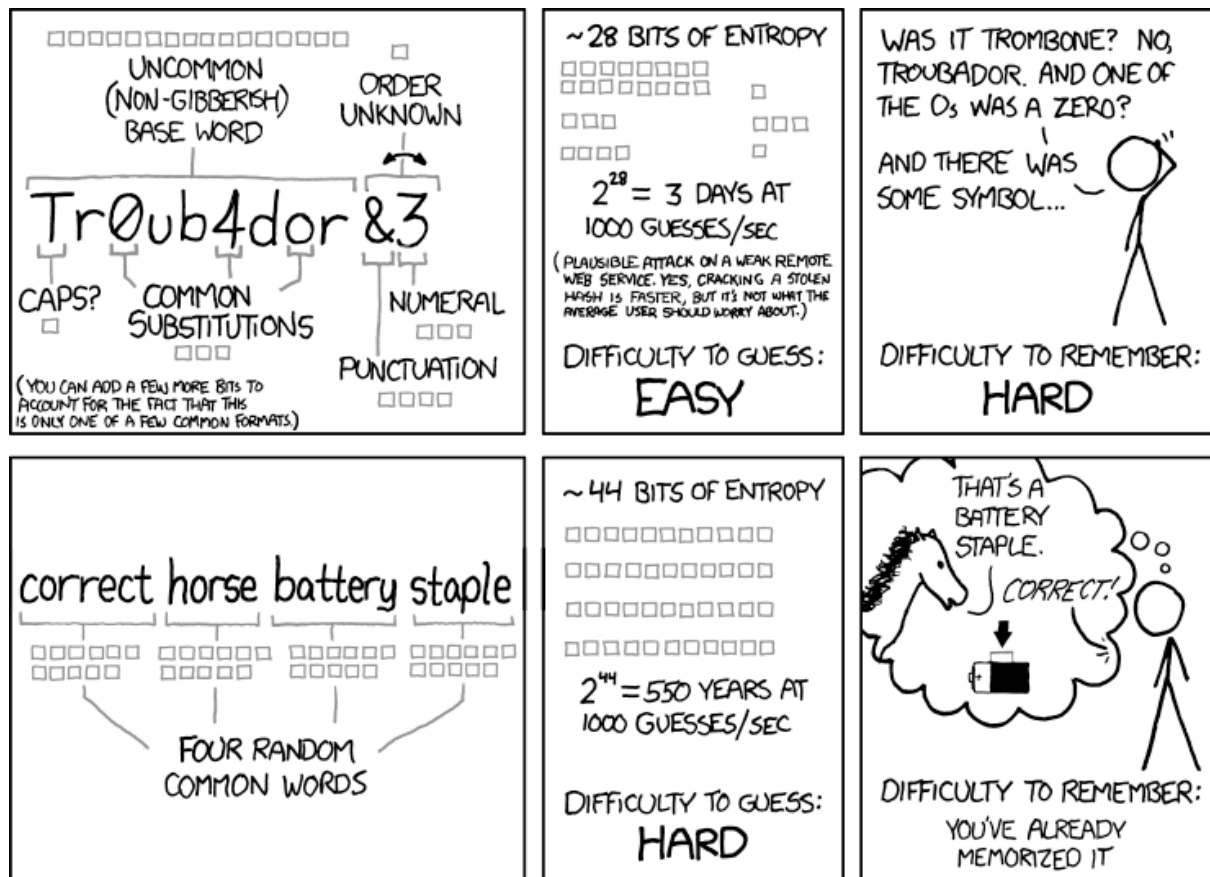 UNCOMMON
(NON-GIBBERISH)
BASE WORD
ORDER
UNKNOWN
Tr0ub4dor &3
CAPS?
COMMON
SUBSTITUTIONS
NUMERAL
PUNCTUATION
(YOU CAN ADD A FEW MORE BITS TO
ACCOUNT FOR THE FACT THAT THIS
IS ONLY ONE OF A FEW COMMON FORMATS.)
~28 BITS OF ENTROPY
2^28 = 3 DAYS AT
1000 GUESSES/SEC
(PLAUSIBLE ATTACK ON A WEAK REMOTE
WEB SERVICE. YES, CRACKING A STOLEN
HASH IS FASTER, BUT IT'S NOT WHAT THE
AVERAGE USER SHOULD WORRY ABOUT.)
DIFFICULTY TO GUESS:
EASY
WAS IT TROMBONE? NO,
TROUBADOR. AND ONE OF
THE Os WAS A ZERO?
AND THERE WAS
SOME SYMBOL...
DIFFICULTY TO REMEMBER:
HARD
correct horse battery staple
FOUR RANDOM
COMMON WORDS
~44 BITS OF ENTROPY
2^44 = 550 YEARS AT
1000 GUESSES/SEC
DIFFICULTY TO GUESS:
HARD
THAT'S A
BATTERY
STAPLE.
CORRECT!
+
DIFFICULTY TO REMEMBER:
YOU'VE ALREADY
MEMORIZED IT